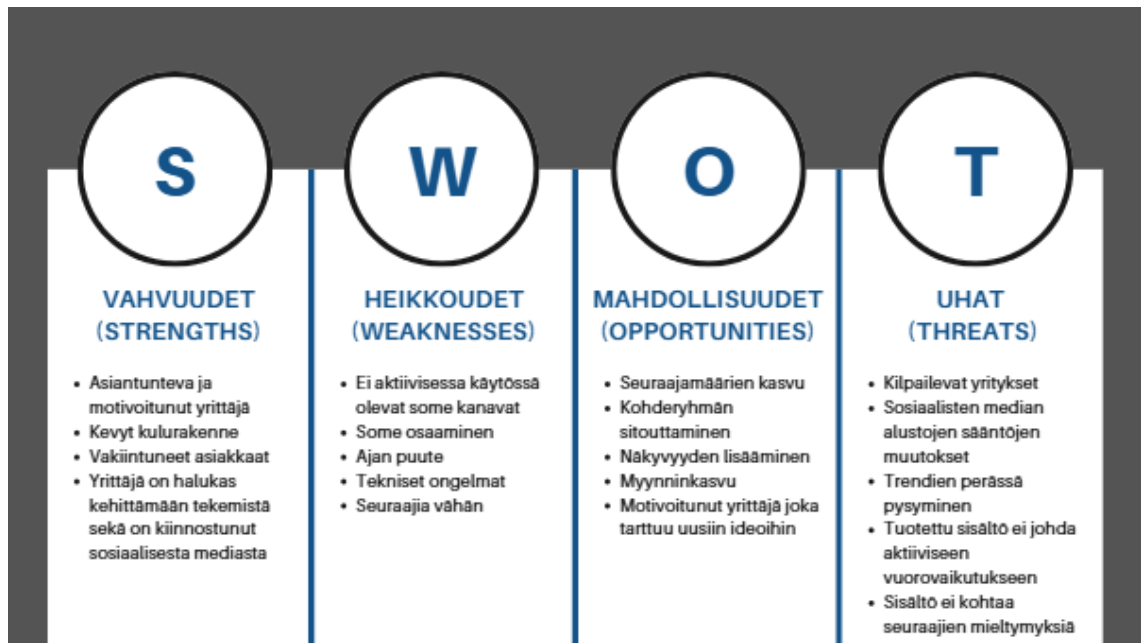 S
VAHVUUDET
(STRENGTHS)
• Asiantunteva ja
motivoitunut yrittäjä
• Kevyt kulurakenne
• Vakiintuneet asiakkaat
• Yrittäjä on halukas
kehittämään tekemistä
sekä on kiinnostunut
sosiaalisesta mediasta
W
HEIKKOUDET
(WEAKNESSES)
• Ei aktiivisessa käytössä
olevat some kanavat
• Some osaaminen
• Ajan puute
• Tekniset ongelmat
• Seuraajia vähän
O
MAHDOLLISUUDET
(OPPORTUNITIES)
• Seuraajamäärien kasvu
• Kohderyhmän
sitouttaminen
• Näkyvyyden lisääminen
• Myynninkasvu
• Motivoitunut yrittäjä joka
tarttuu uusiin ideoihin
T
UHAT
(THREATS)
• Kilpailevat yritykset
• Sosiaalisten median
alustojen sääntöjen
muutokset
• Trendien perässä
pysyminen
• Tuotettu sisältö ei johda
aktiiviseen
vuorovaikutukseen
• Sisältö ei kohtaa
seuraajien mieltymyksiä